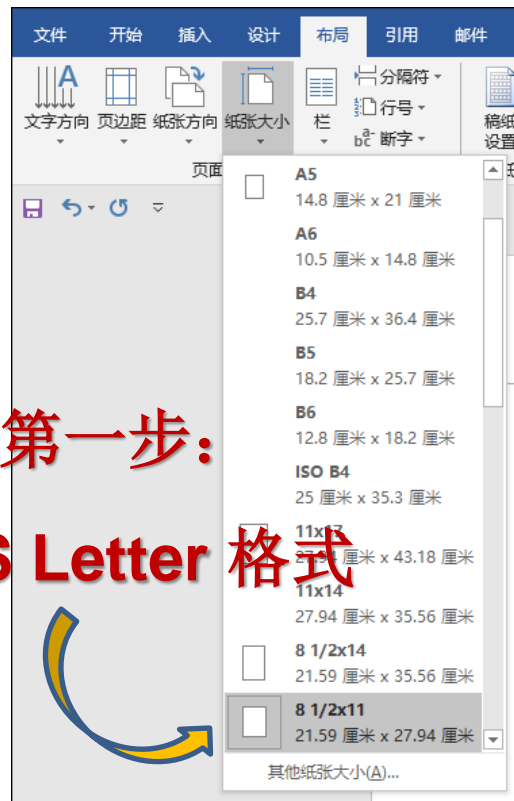 文件 开始 插入 设计 布局 引用 邮件
文字方向 页边距 纸张方向 纸张大小 栏
分隔符
行号
断字
稿纸
设置
页面
A5
14.8 厘米 x 21 厘米
A6
10.5 厘米 x 14.8 厘米
B4
25.7 厘米 x 36.4 厘米
B5
18.2 厘米 x 25.7 厘米
B6
12.8 厘米 x 18.2 厘米
第一步：
ISO B4
25 厘米 x 35.3 厘米
11x17
27.94 厘米 x 43.18 厘米
S Letter 格式
11x14
27.94 厘米 x 35.56 厘米
8 1/2x14
21.59 厘米 x 35.56 厘米
8 1/2x11
21.59 厘米 x 27.94 厘米
其他纸张大小(A)...